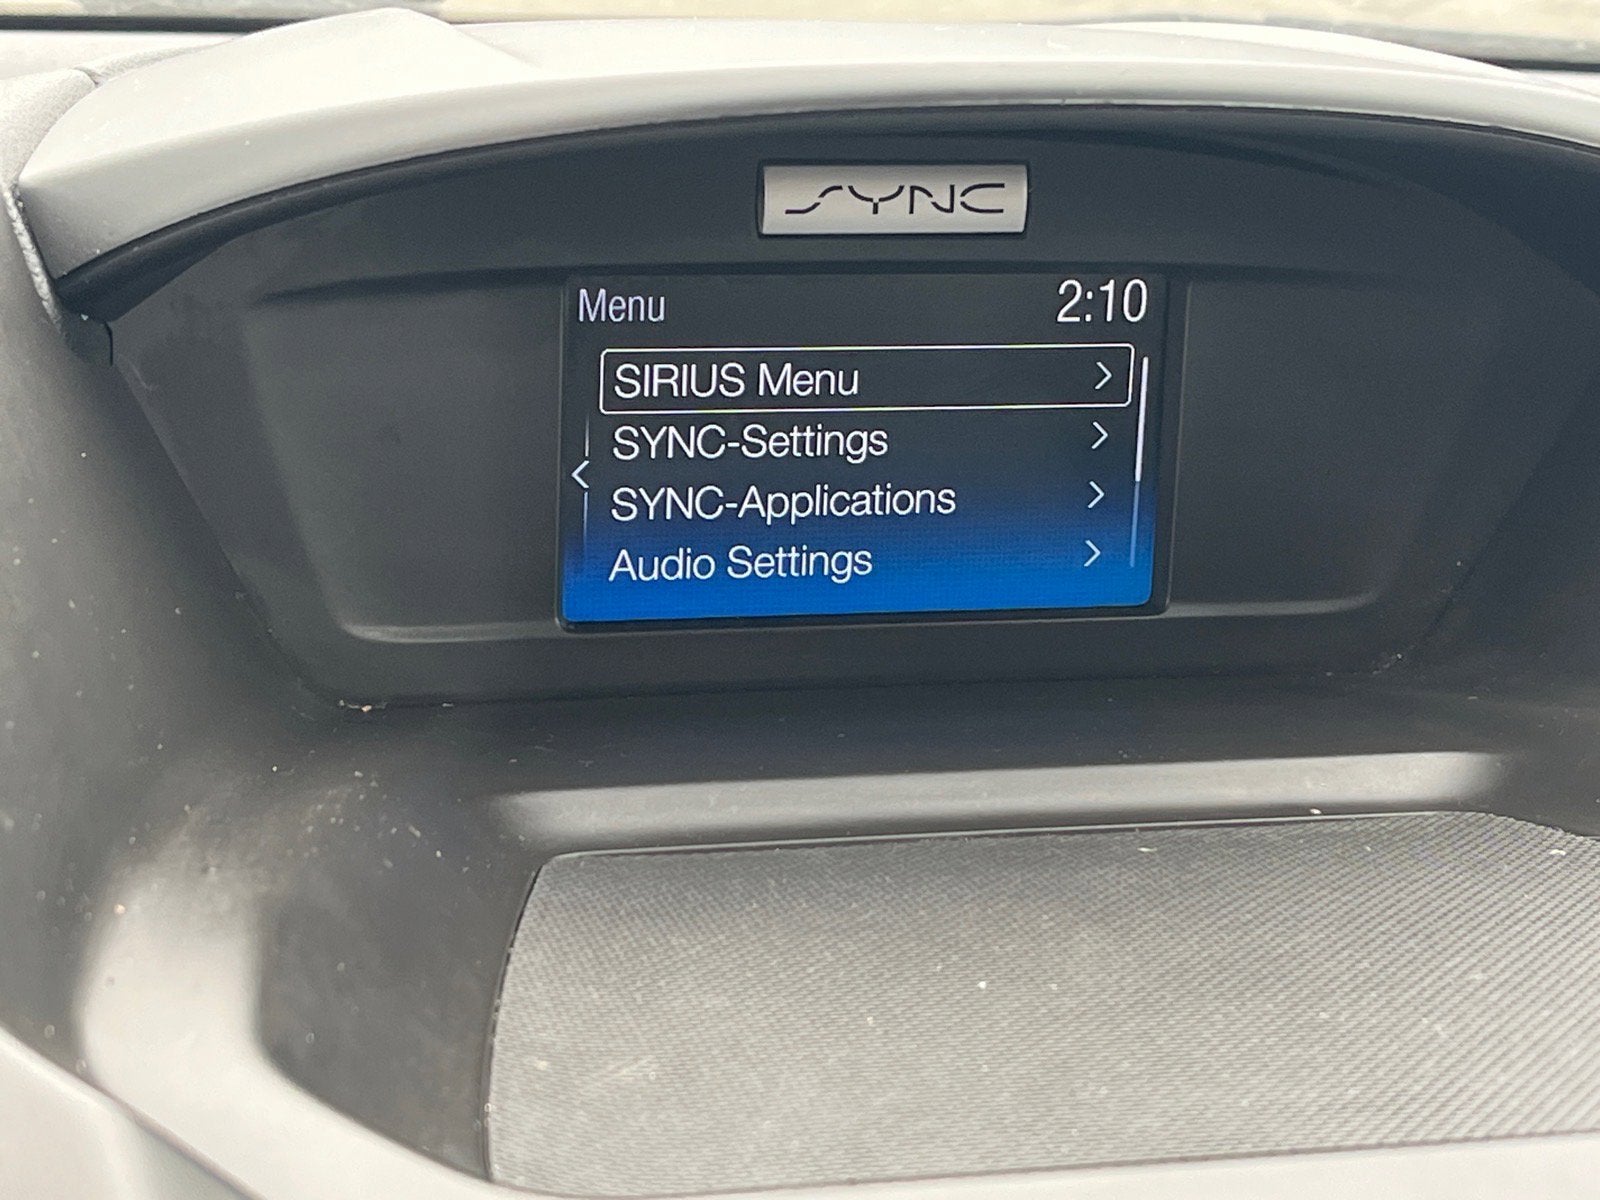 SYNC
Menu 2:10
SIRIUS Menu
SYNC-Settings
SYNC-Applications
Audio Settings